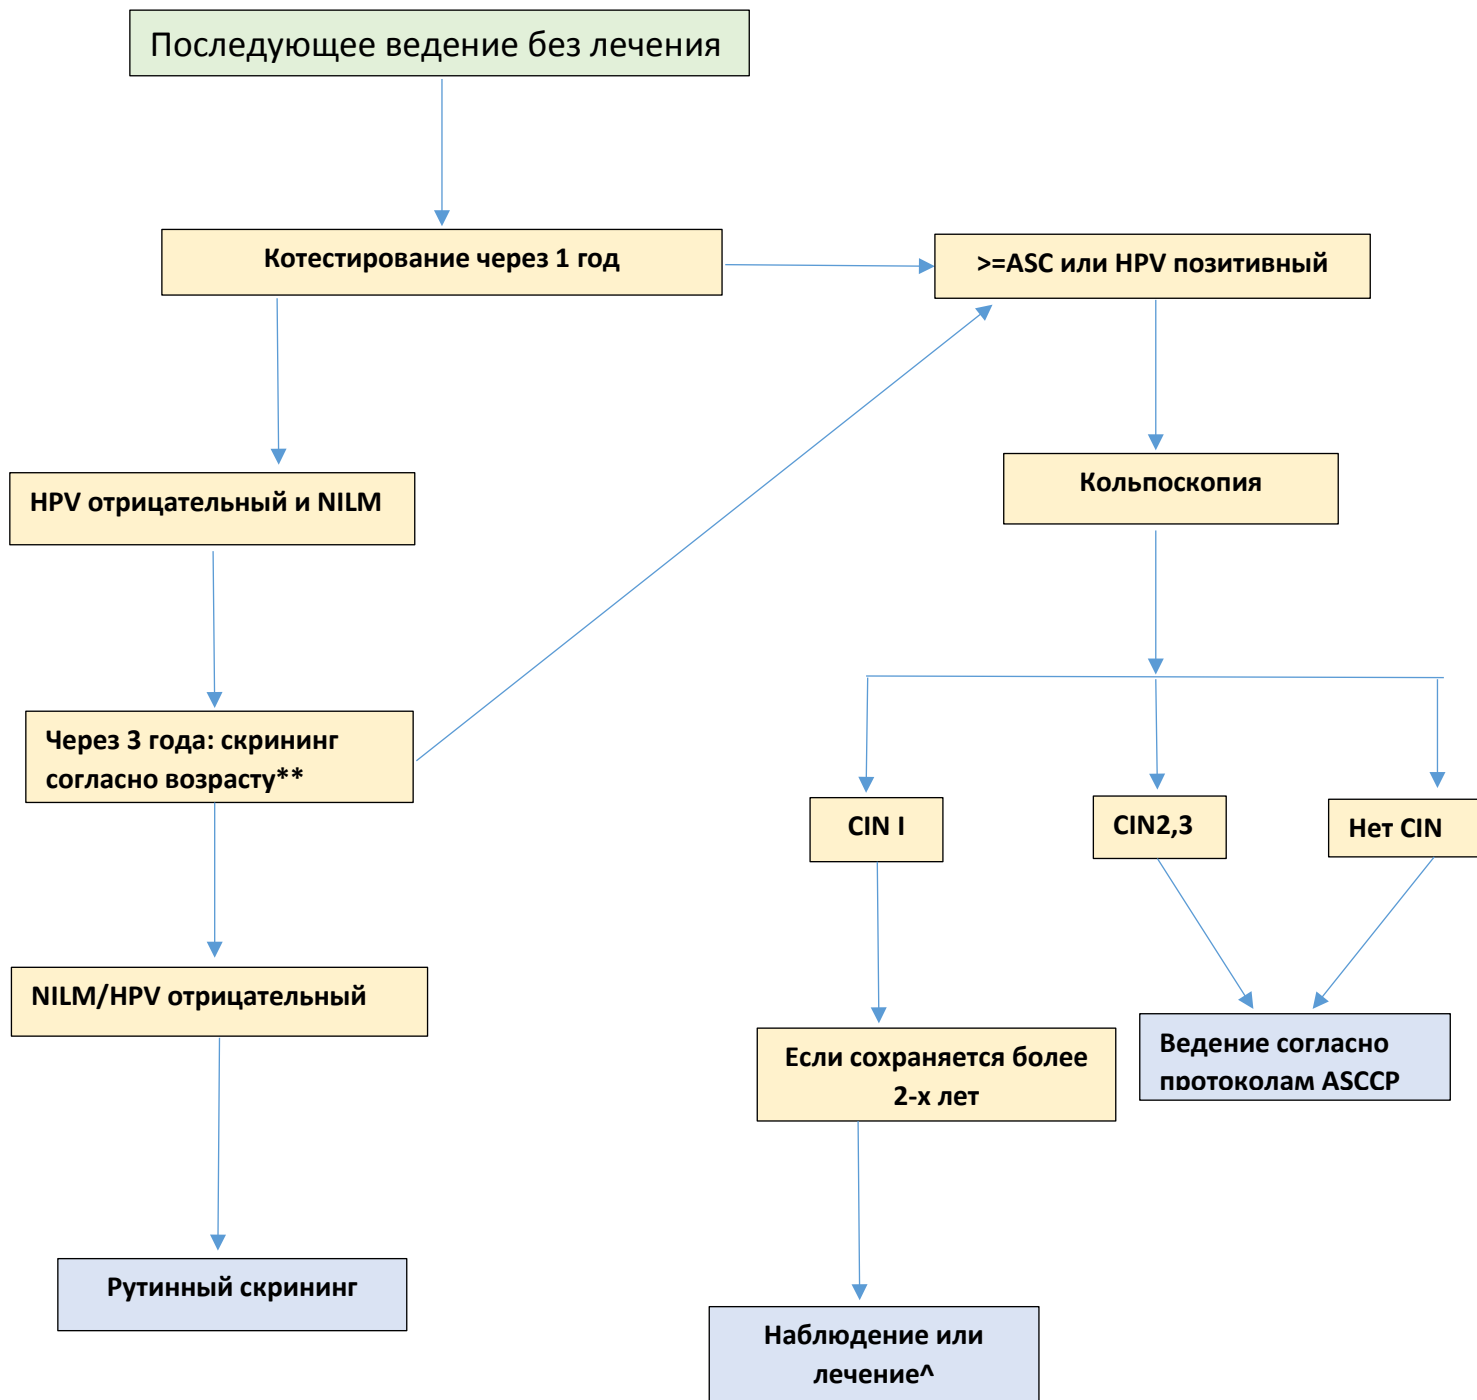 Последующее ведение без лечения
Котестирование через 1 год
>=ASC или HPV позитивный
HPV отрицательный и NILM
Кольпоскопия
Через 3 года: скрининг
согласно возрасту**
CIN I
CIN2,3
Нет CIN
NILM/HPV отрицательный
Если сохраняется более
2-х лет
Ведение согласно
протоколам ASCCP
Рутинный скрининг
Наблюдение или
лечение^